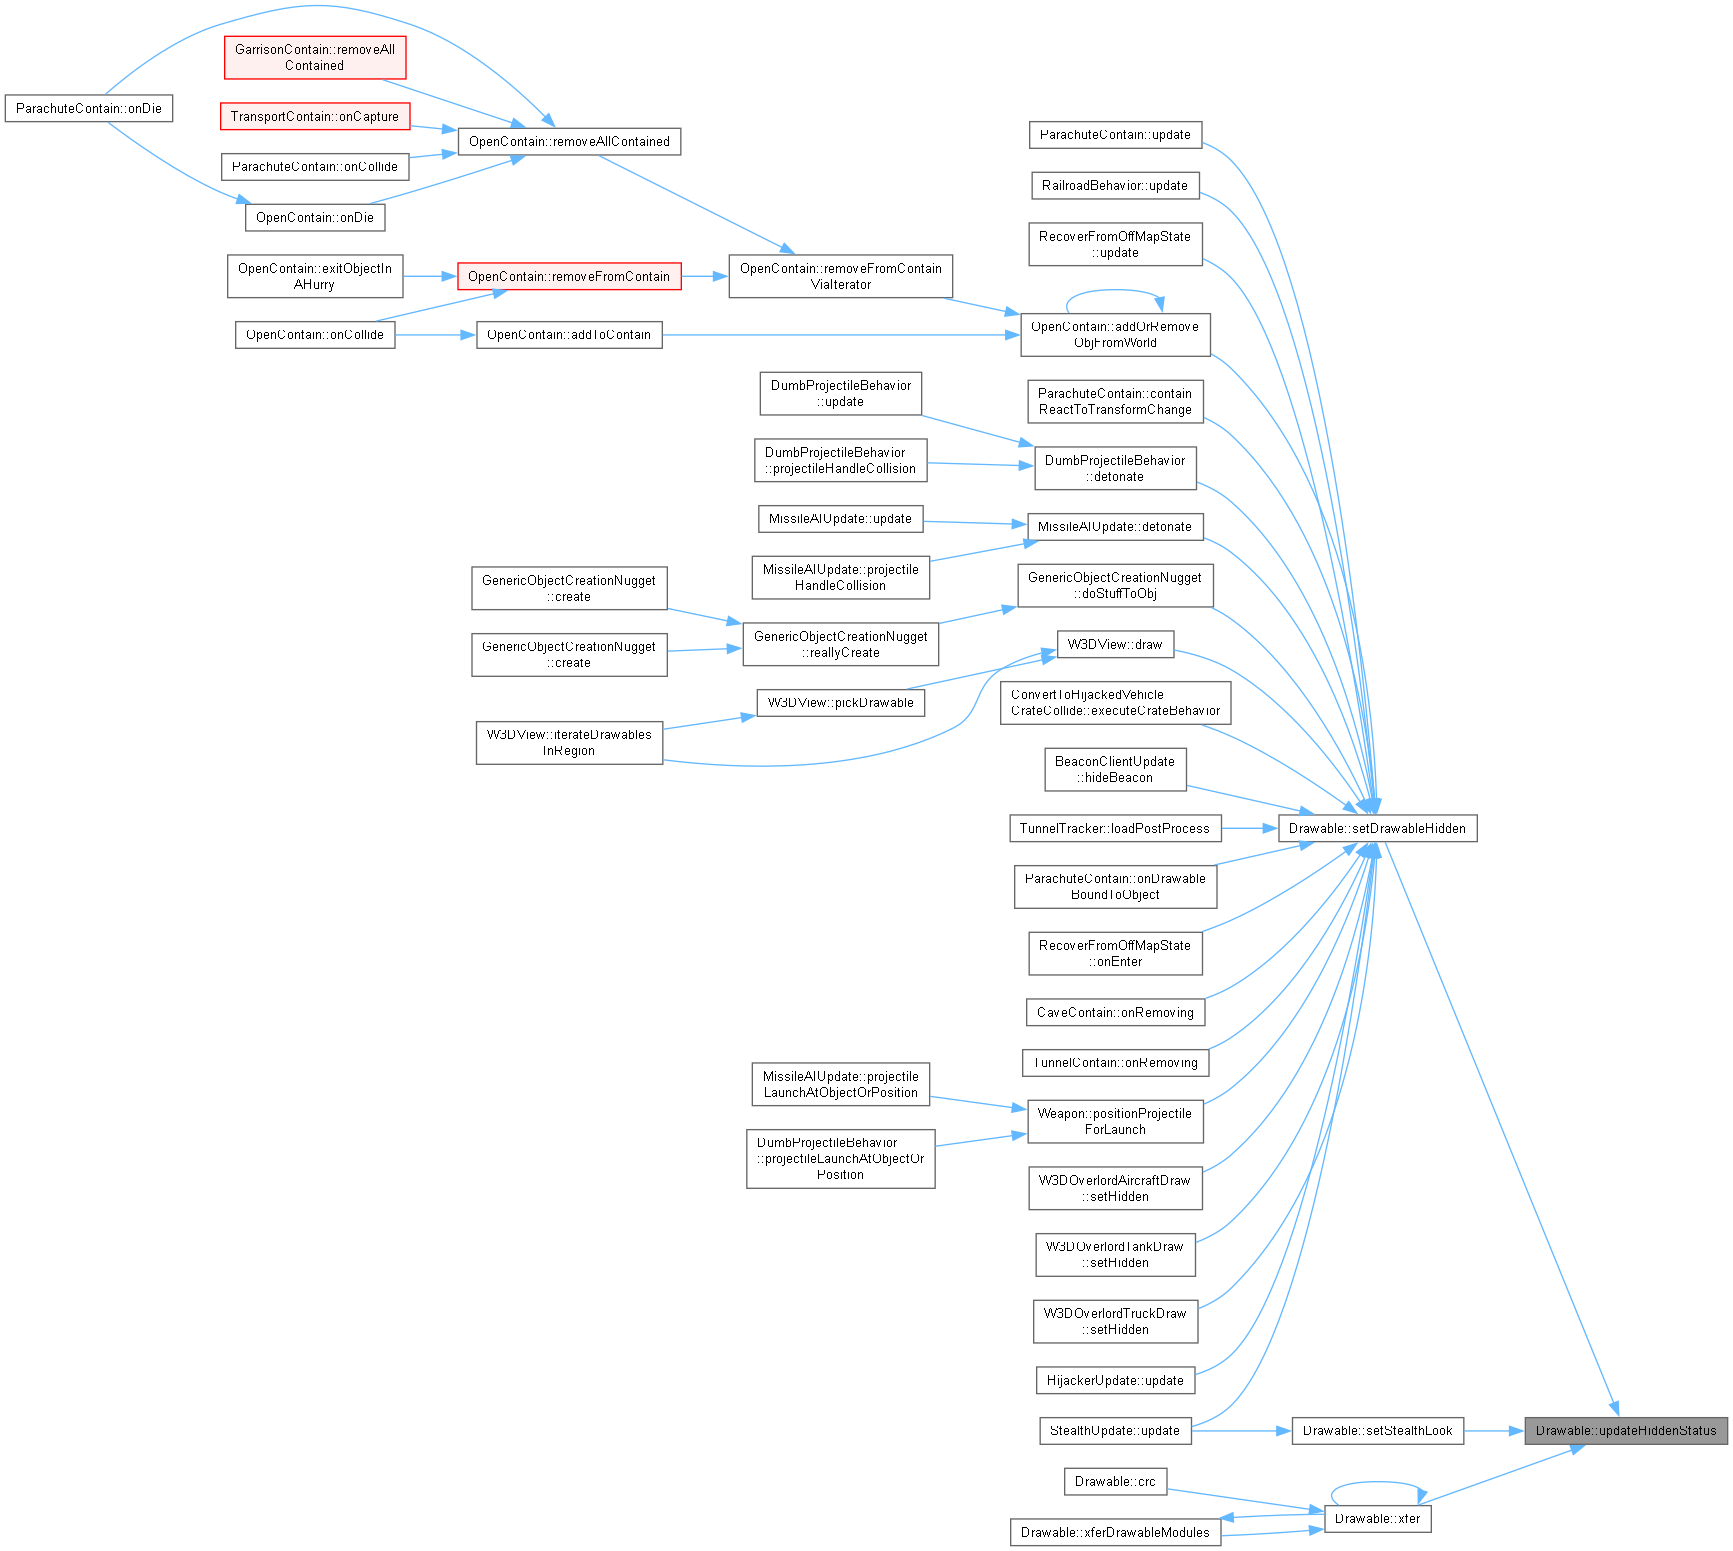 GarrisonContain::removeAll
Contained
ParachuteContain::onDie
TransportContain::onCapture
OpenContain::removeAllContained
ParachuteContain::onCollide
OpenContain::onDie
OpenContain::exitObjectIn
AHurry
OpenContain::removeFromContain
OpenContain::removeFromContain
ViaIterator
OpenContain::onCollide
OpenContain::addToContain
OpenContain::addOrRemove
ObjFromWorld
ParachuteContain::update
RailroadBehavior::update
RecoverFromOffMapState
::update
ParachuteContain::contain
ReactToTransformChange
DumbProjectileBehavior
::update
DumbProjectileBehavior
::projectileHandleCollision
DumbProjectileBehavior
::detonate
MissileAIUpdate::update
MissileAIUpdate::detonate
MissileAIUpdate::projectile
HandleCollision
GenericObjectCreationNugget
::create
GenericObjectCreationNugget
::create
GenericObjectCreationNugget
::reallyCreate
GenericObjectCreationNugget
::doStuffToObj
W3DView::draw
W3DView::pickDrawable
W3DView::iterateDrawables
InRegion
ConvertToHijackedVehicle
CrateCollide::executeCrateBehavior
BeaconClientUpdate
::hideBeacon
TunnelTracker::loadPostProcess
Drawable::setDrawableHidden
ParachuteContain::onDrawable
BoundToObject
RecoverFromOffMapState
::onEnter
CaveContain::onRemoving
TunnelContain::onRemoving
MissileAIUpdate::projectile
LaunchAtObjectOrPosition
Weapon::positionProjectile
ForLaunch
DumbProjectileBehavior
::projectileLaunchAtObjectOr
Position
W3DOverlordAircraftDraw
::setHidden
W3DOverlordTankDraw
::setHidden
W3DOverlordTruckDraw
::setHidden
HijackerUpdate::update
StealthUpdate::update
Drawable::setStealthLook
Drawable::updateHiddenStatus
Drawable::crc
Drawable::xfer
Drawable::xferDrawableModules